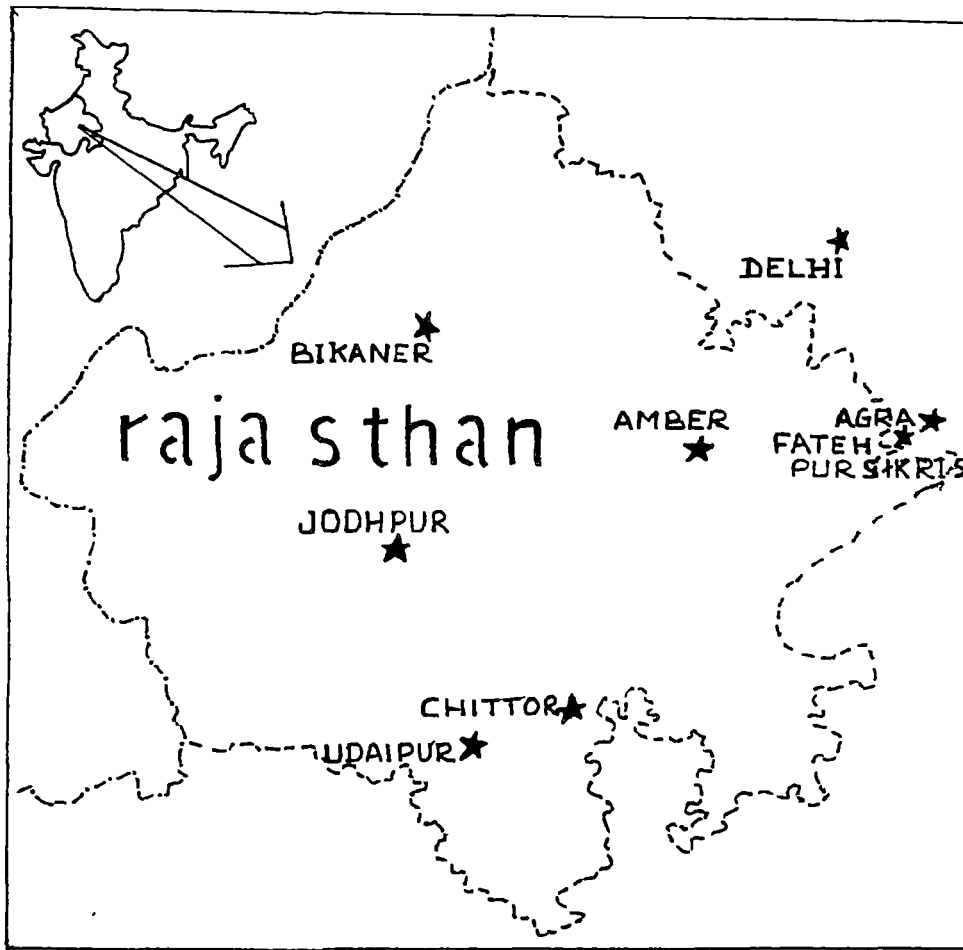 DELHI
BIKANER
rajasthan
AMBER
AGRA
FATEH
PUR SIKRI
JODHPUR
CHITTOR
UDAIPUR